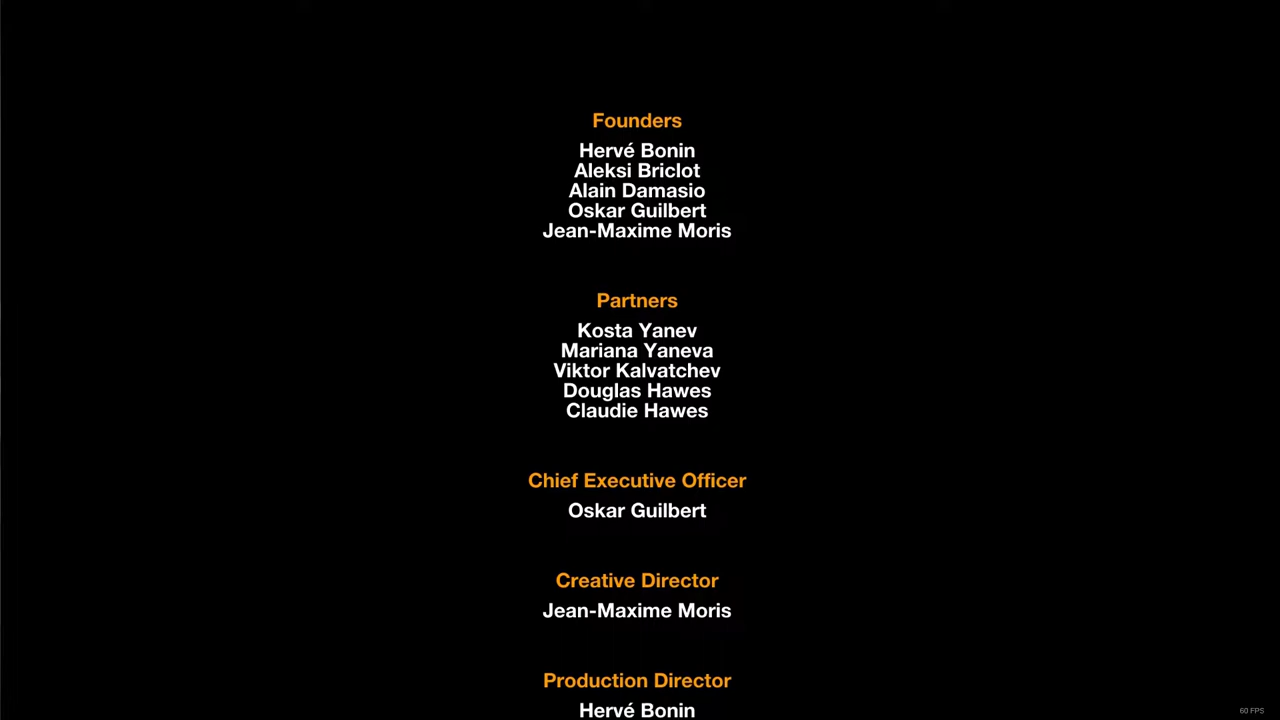 Founders
Hervé Bonin
Aleksi Briclot
Alain Damasio
Oskar Guilbert
Jean-Maxime Moris
Partners
Kosta Yanev
Mariana Yaneva
Viktor Kalvatchev
Douglas Hawes
Claudie Hawes
Chief Executive Officer
Oskar Guilbert
Creative Director
Jean-Maxime Moris
Production Director
Hervé Bonin
60 FPS